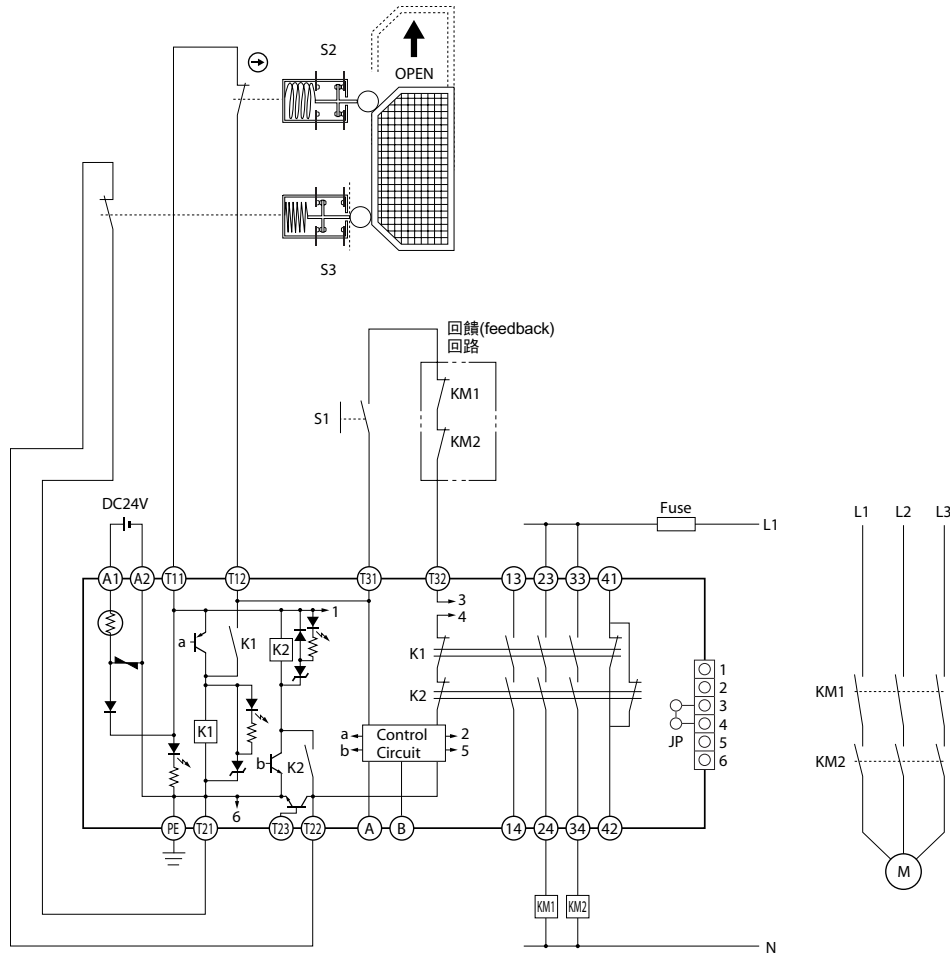 S2
OPEN
S3
回饋(feedback)
回路
KM1
S1
KM2
DC24V
Fuse
L1
L1 L2 L3
A1 A2 T11 T12 T31 T32 13 23 33 41
1
3
4
a
K1
K2
K1
K2
K1
b
K2
a
b
Control
Circuit
2
5
6
JP
1
2
3
4
5
6
KM1
KM2
PE T21 T23 T22 A B 14 24 34 42
M
KM1 KM2
N